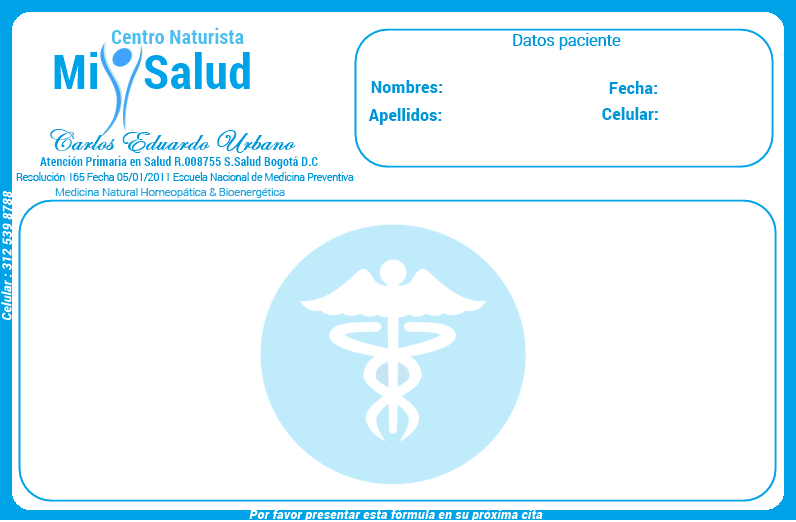 Centro Naturista
Mi Salud
Carlos Eduardo Urbano
Atención Primaria en Salud R.008755 S.Salud Bogotá D.C
Resolución 165 Fecha 05/01/2011 Escuela Nacional de Medicina Preventiva
Medicina Natural Homeopática & Bioenergética
Datos paciente
Nombres:
Fecha:
Apellidos:
Celular:
Celular : 312 539 8788
Por favor presentar esta fórmula en su próxima cita